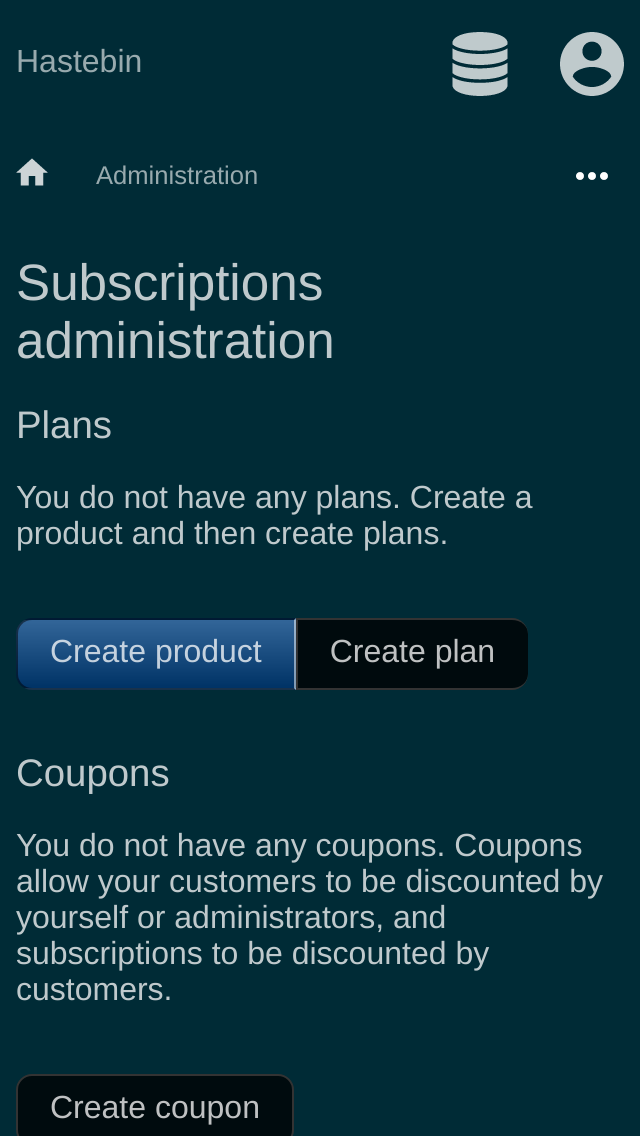 Hastebin
Administration
Subscriptions
administration
Plans
You do not have any plans. Create a
product and then create plans.
Create product
Create plan
Coupons
You do not have any coupons. Coupons
allow your customers to be discounted by
yourself or administrators, and
subscriptions to be discounted by
customers.
Create coupon